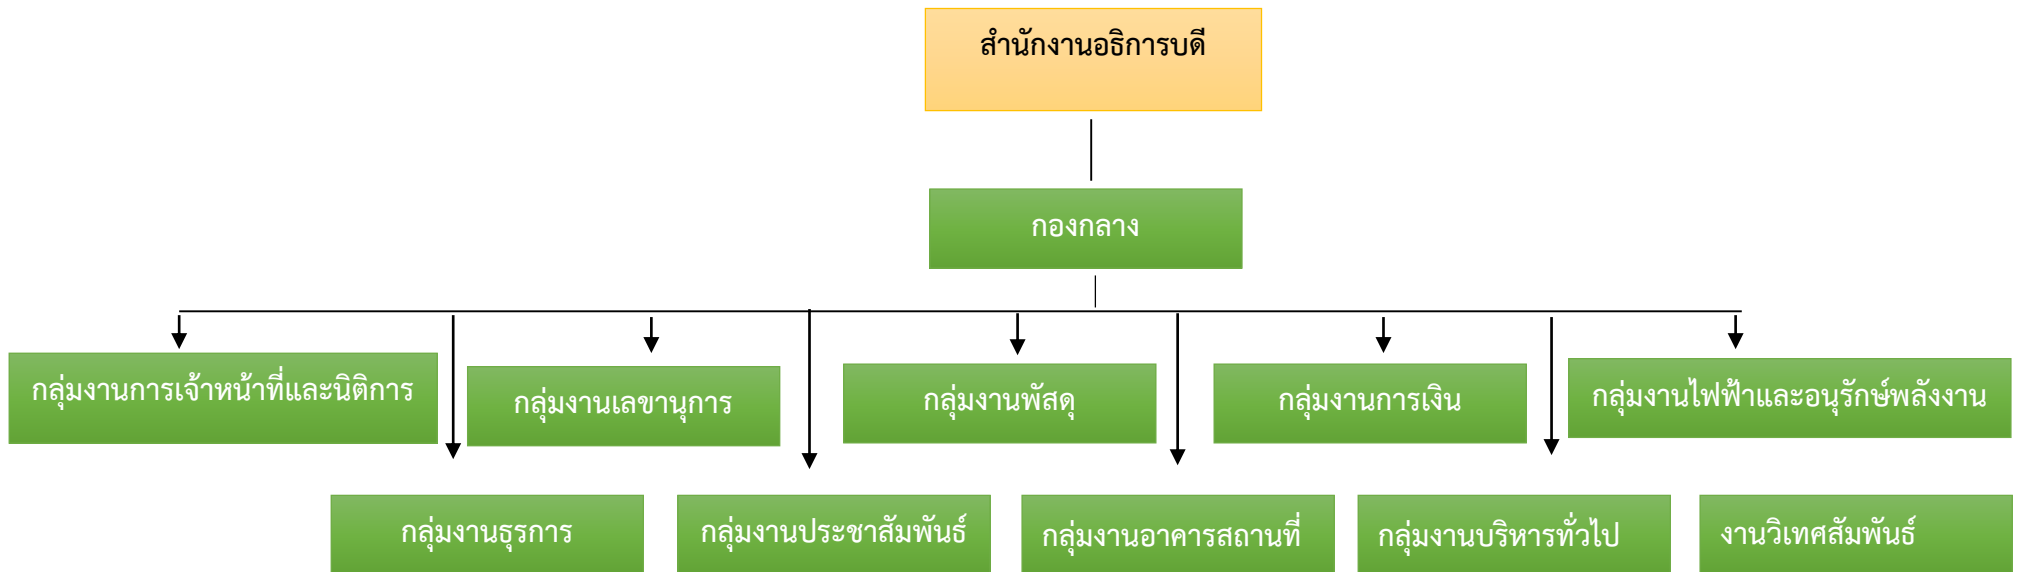 สำนักงานอธิการบดี
กองกลาง
กลุ่มงานการเจ้าหน้าที่และนิติการ
กลุ่มงานเลขานุการ
กลุ่มงานพัสดุ
กลุ่มงานการเงิน
กลุ่มงานไฟฟ้าและอนุรักษ์พลังงาน
กลุ่มงานธุรการ
กลุ่มงานประชาสัมพันธ์
กลุ่มงานอาคารสถานที่
กลุ่มงานบริหารทั่วไป
งานวิเทศสัมพันธ์